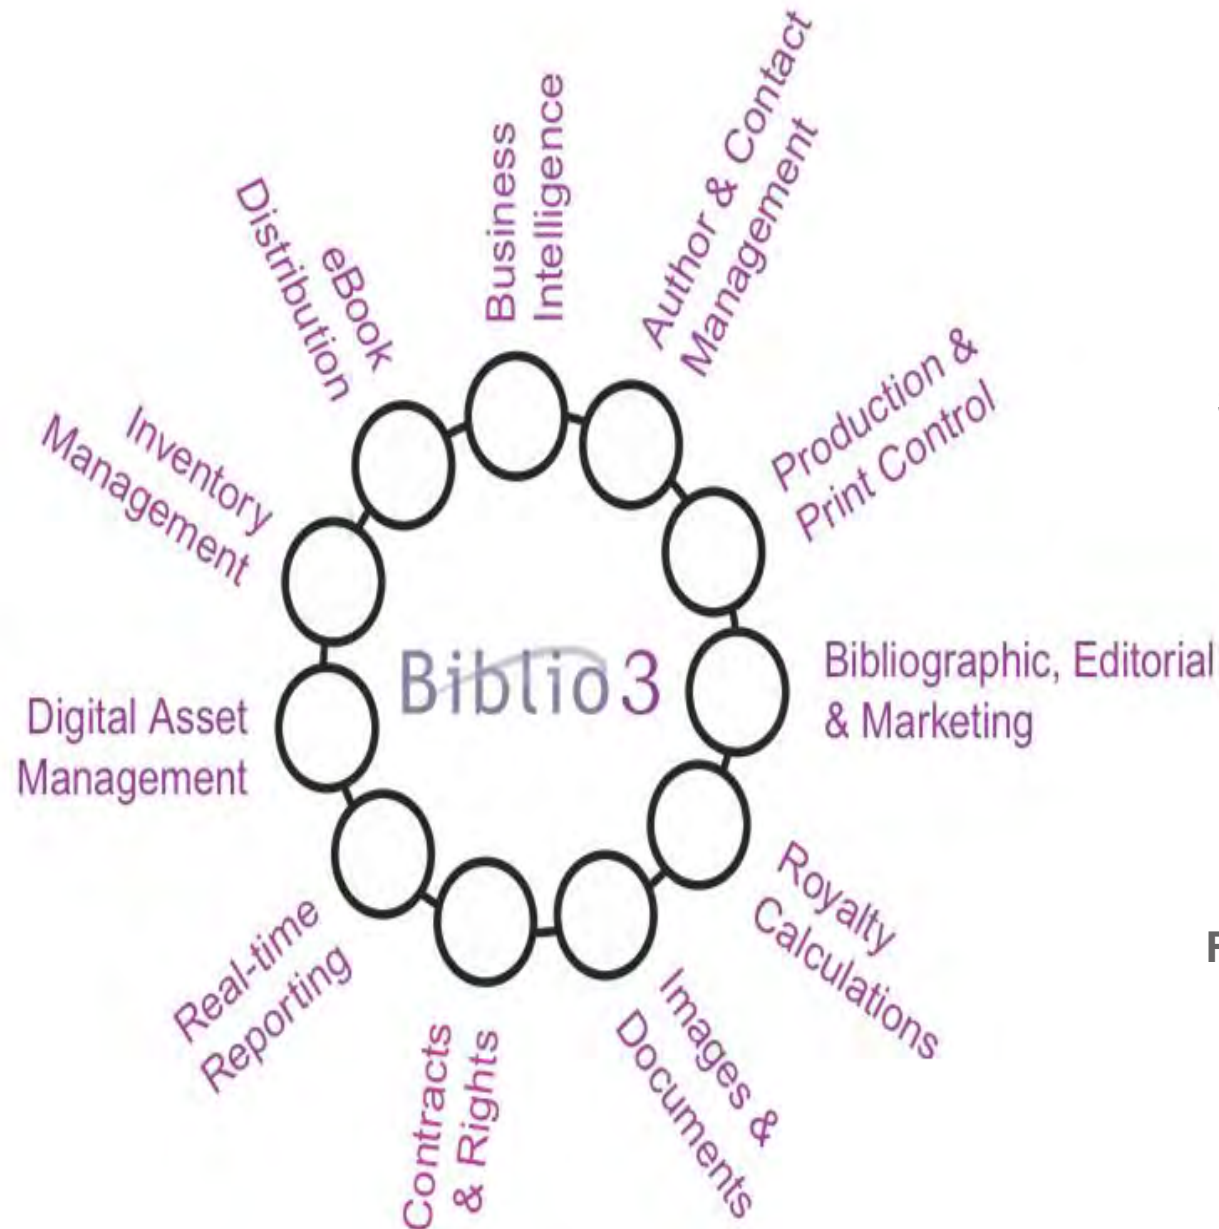 Business
Intelligence
Author & Contact
Management
Production &
Print Control
Bibliographic, Editorial
& Marketing
Royalty
Calculations
Images &
Documents
Contracts
& Rights
Real-time
Reporting
Digital Asset
Management
Inventory
Management
eBook
Distribution
Biblio3